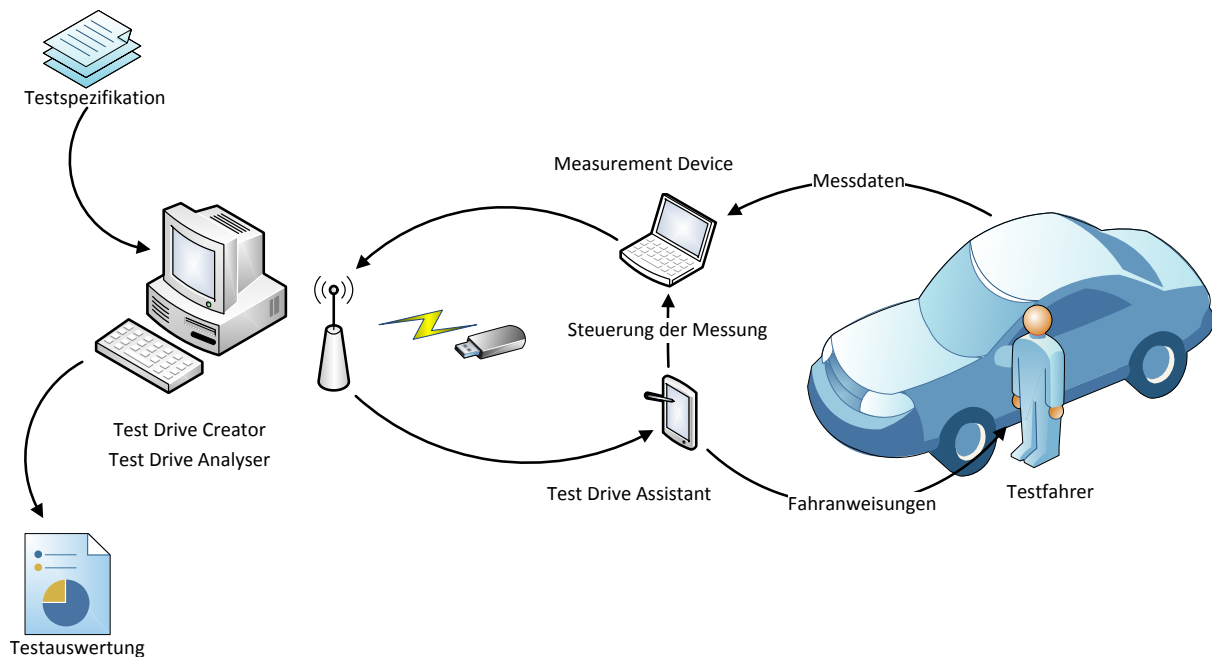 Testspezifikation
Measurement Device
Messdaten
Steuerung der Messung
Test Drive Creator
Test Drive Analyser
Test Drive Assistant
Fahranweisungen
Testfahrer
Testauswertung